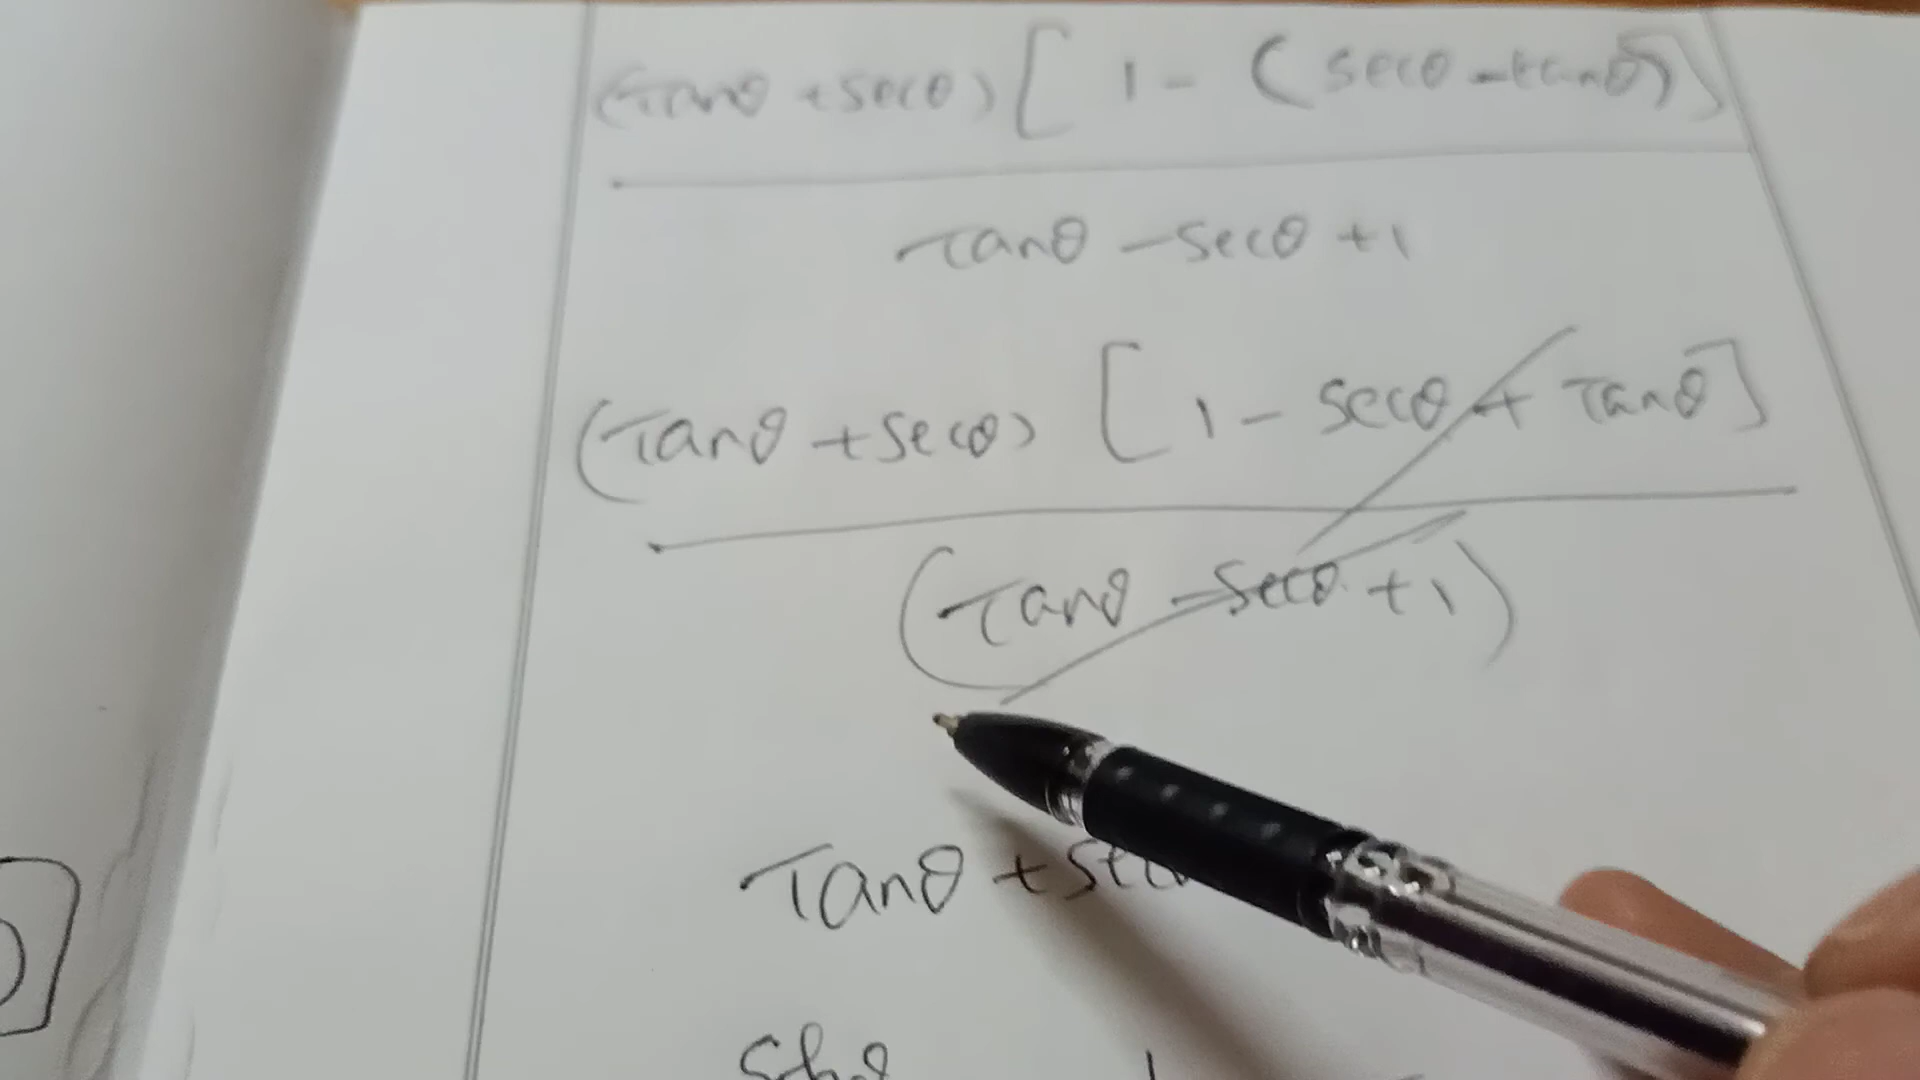 (Tanθ + secθ) [ 1 - (secθ - tanθ) ]
Tanθ - secθ + 1
(Tanθ + secθ) [ 1 - secθ + Tanθ ]
(Tanθ - secθ + 1)
Tanθ + sec